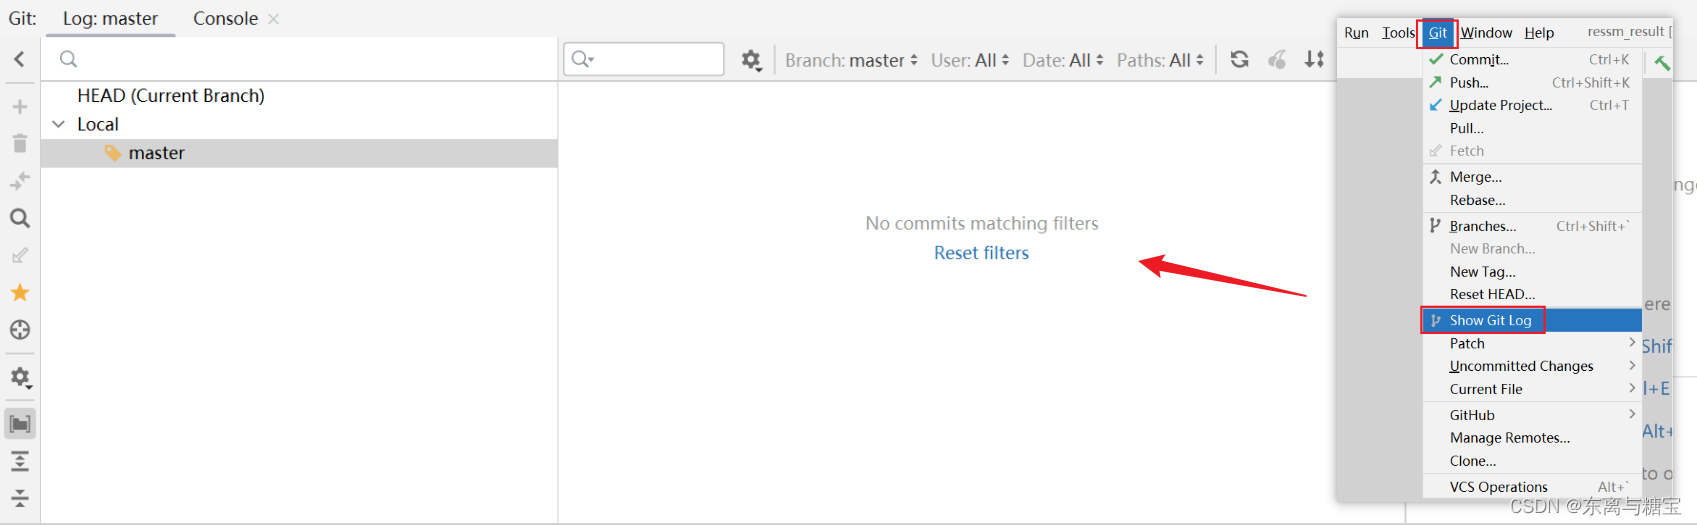 Git: Log: master Console
Branch: master User: All Date: All Paths: All
HEAD (Current Branch)
Local
master
No commits matching filters
Reset filters
Run Tools Git Window Help ressm_result [
Commit... Ctrl+K
Push... Ctrl+Shift+K
Update Project... Ctrl+T
Pull...
Fetch
Merge...
Rebase...
Branches... Ctrl+Shift+`
New Branch...
New Tag...
Reset HEAD...
Show Git Log
Patch
Uncommitted Changes
Current File
GitHub
Manage Remotes...
Clone...
VCS Operations Alt+`
ere
Shif
l+E
Alt+
to o
CSDN @东离与糖宝